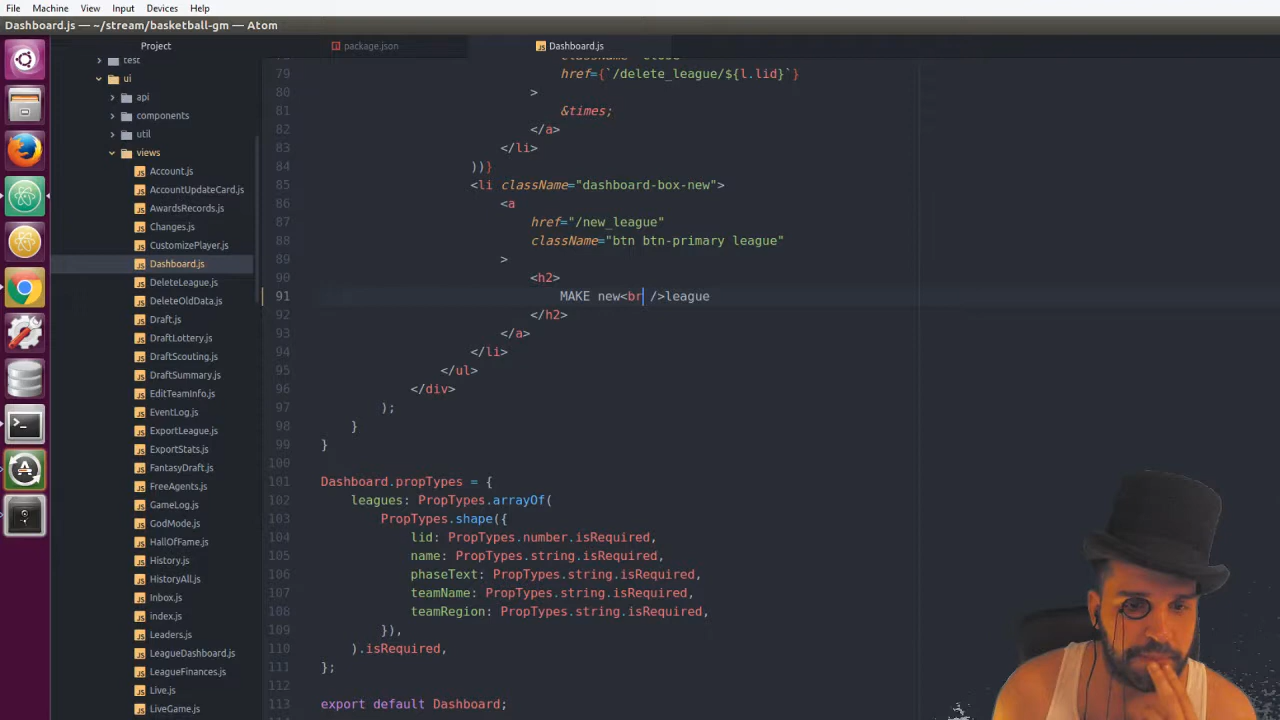 File Machine View Input Devices Help
Dashboard.js — ~/stream/basketball-gm — Atom
Project
package.json
Dashboard.js
test
ui
api
components
util
views
Account.js
AccountUpdateCard.js
AwardsRecords.js
Changes.js
CustomizePlayer.js
Dashboard.js
DeleteLeague.js
DeleteOldData.js
Draft.js
DraftLottery.js
DraftScouting.js
DraftSummary.js
EditTeamInfo.js
EventLog.js
ExportLeague.js
ExportStats.js
FantasyDraft.js
FreeAgents.js
GameLog.js
GodMode.js
HallOfFame.js
History.js
HistoryAll.js
Inbox.js
index.js
Leaders.js
LeagueDashboard.js
LeagueFinances.js
Live.js
LiveGame.js
79 href={`/delete_league/${l.lid}`}
80 >
81 &times;
82 </a>
83 </li>
84 ))}
85 <li className="dashboard-box-new">
86 <a
87 href="/new_league"
88 className="btn btn-primary league"
89 >
90 <h2>
91 MAKE new<br />league
92 </h2>
93 </a>
94 </li>
95 </ul>
96 </div>
97 );
98 }
99 }
100
101 Dashboard.propTypes = {
102 leagues: PropTypes.arrayOf(
103 PropTypes.shape({
104 lid: PropTypes.number.isRequired,
105 name: PropTypes.string.isRequired,
106 phaseText: PropTypes.string.isRequired,
107 teamName: PropTypes.string.isRequired,
108 teamRegion: PropTypes.string.isRequired,
109 }),
110 ).isRequired,
111 };
112
113 export default Dashboard;